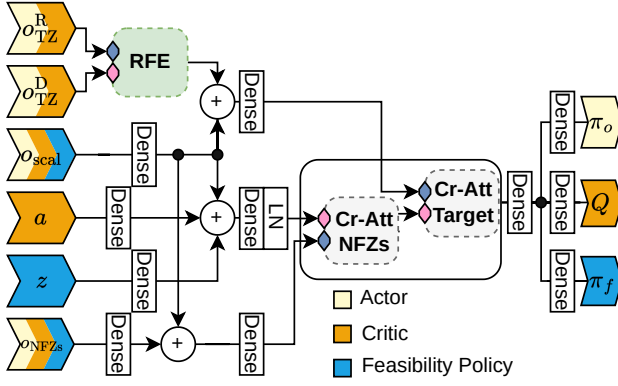 o^R_TZ
RFE
o^D_TZ
+
Dense
o_scal
Dense
Dense
π_o
a
Dense
+
Dense
LN
Cr-Att
NFZs
Cr-Att
Target
Dense
Dense
Q
z
Dense
Dense
π_f
o_NFZs
Dense
+
Dense
Actor
Critic
Feasibility Policy